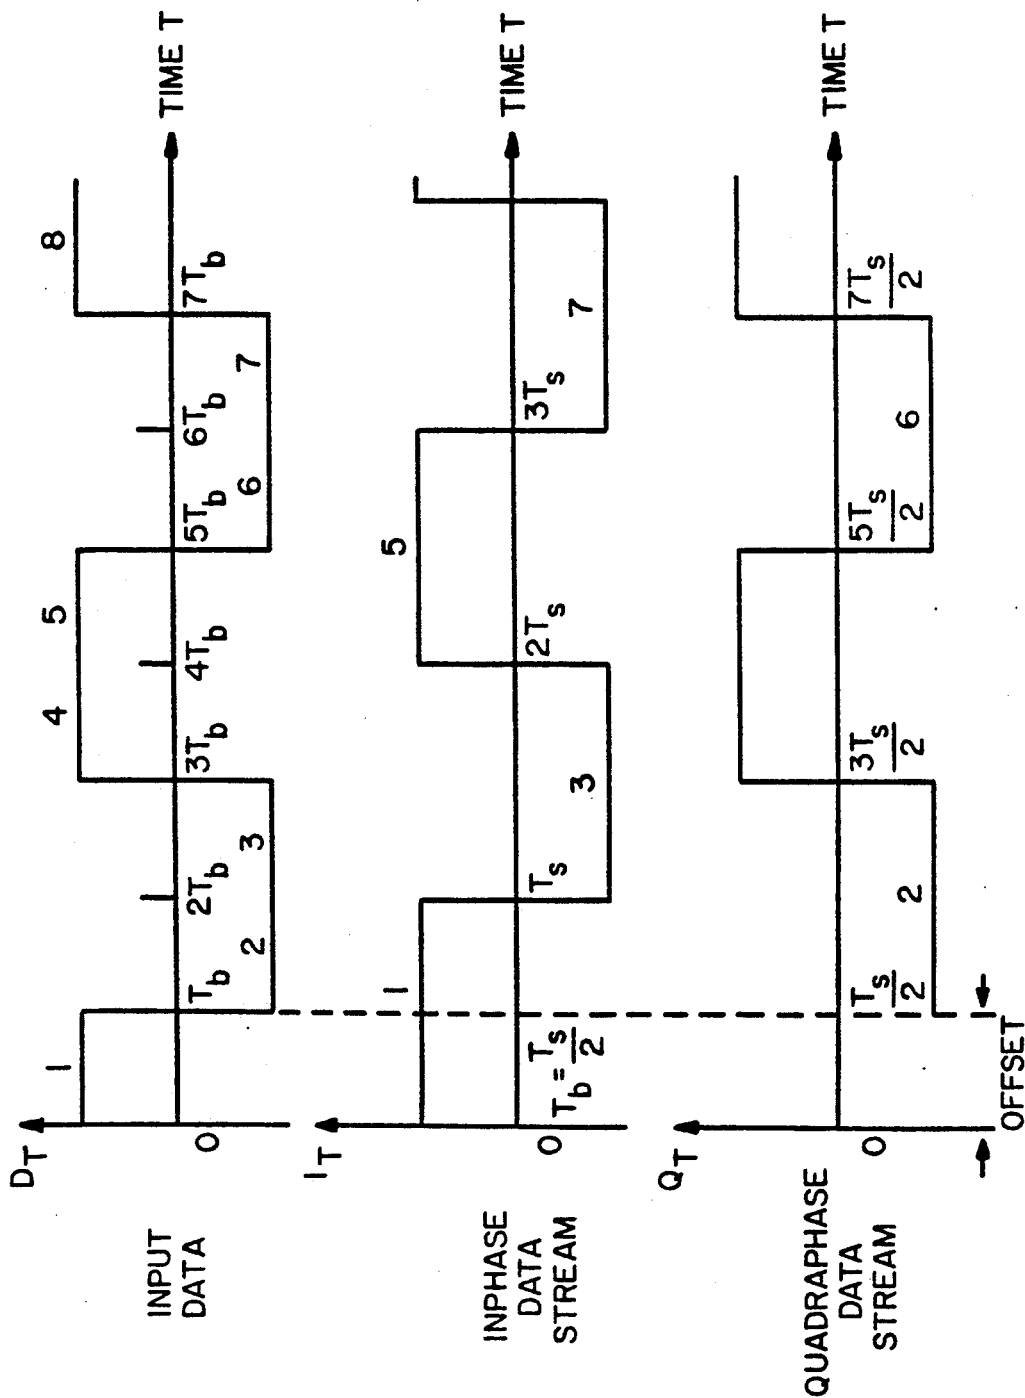 D_T
INPUT
DATA
1
2
3
4
5
6
7
8
0
T_b
2T_b
3T_b
4T_b
5T_b
6T_b
7T_b
TIME T
I_T
INPHASE
DATA
STREAM
1
3
5
7
0
T_b = T_s/2
T_s
2T_s
3T_s
TIME T
Q_T
QUADRAPHASE
DATA
STREAM
2
6
0
T_s/2
3T_s/2
5T_s/2
7T_s/2
TIME T
OFFSET